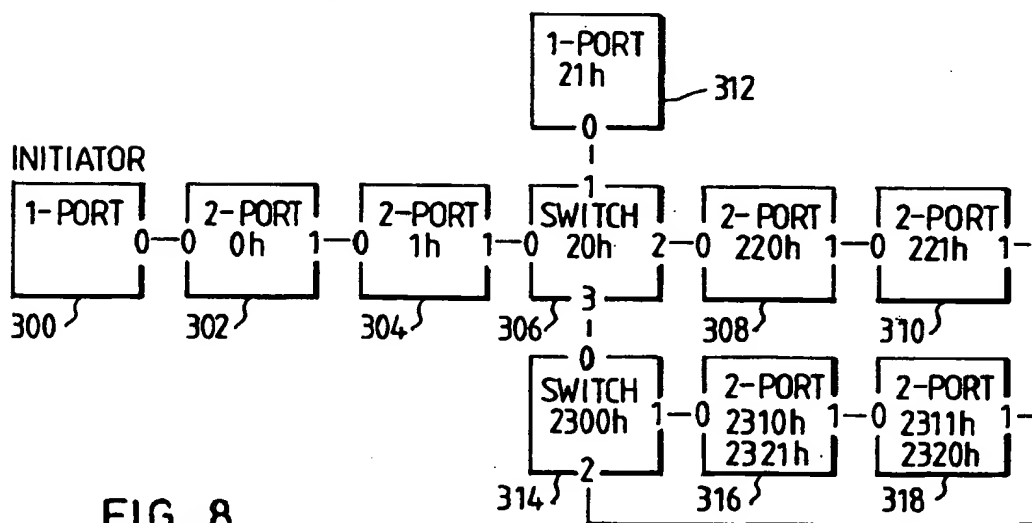 1-PORT
21h
312
0
INITIATOR
1
1-PORT
2-PORT
2-PORT
SWITCH
2-PORT
2-PORT
0h
1h
20h
220h
221h
0 0 1 0 1 0 2 0 1 0 1
3
300
302
304
306
308
310
0
SWITCH
2-PORT
2-PORT
2300h
1 0
2310h
1 0
2311h
1
2321h
2320h
2
314
316
318
FIG. 8